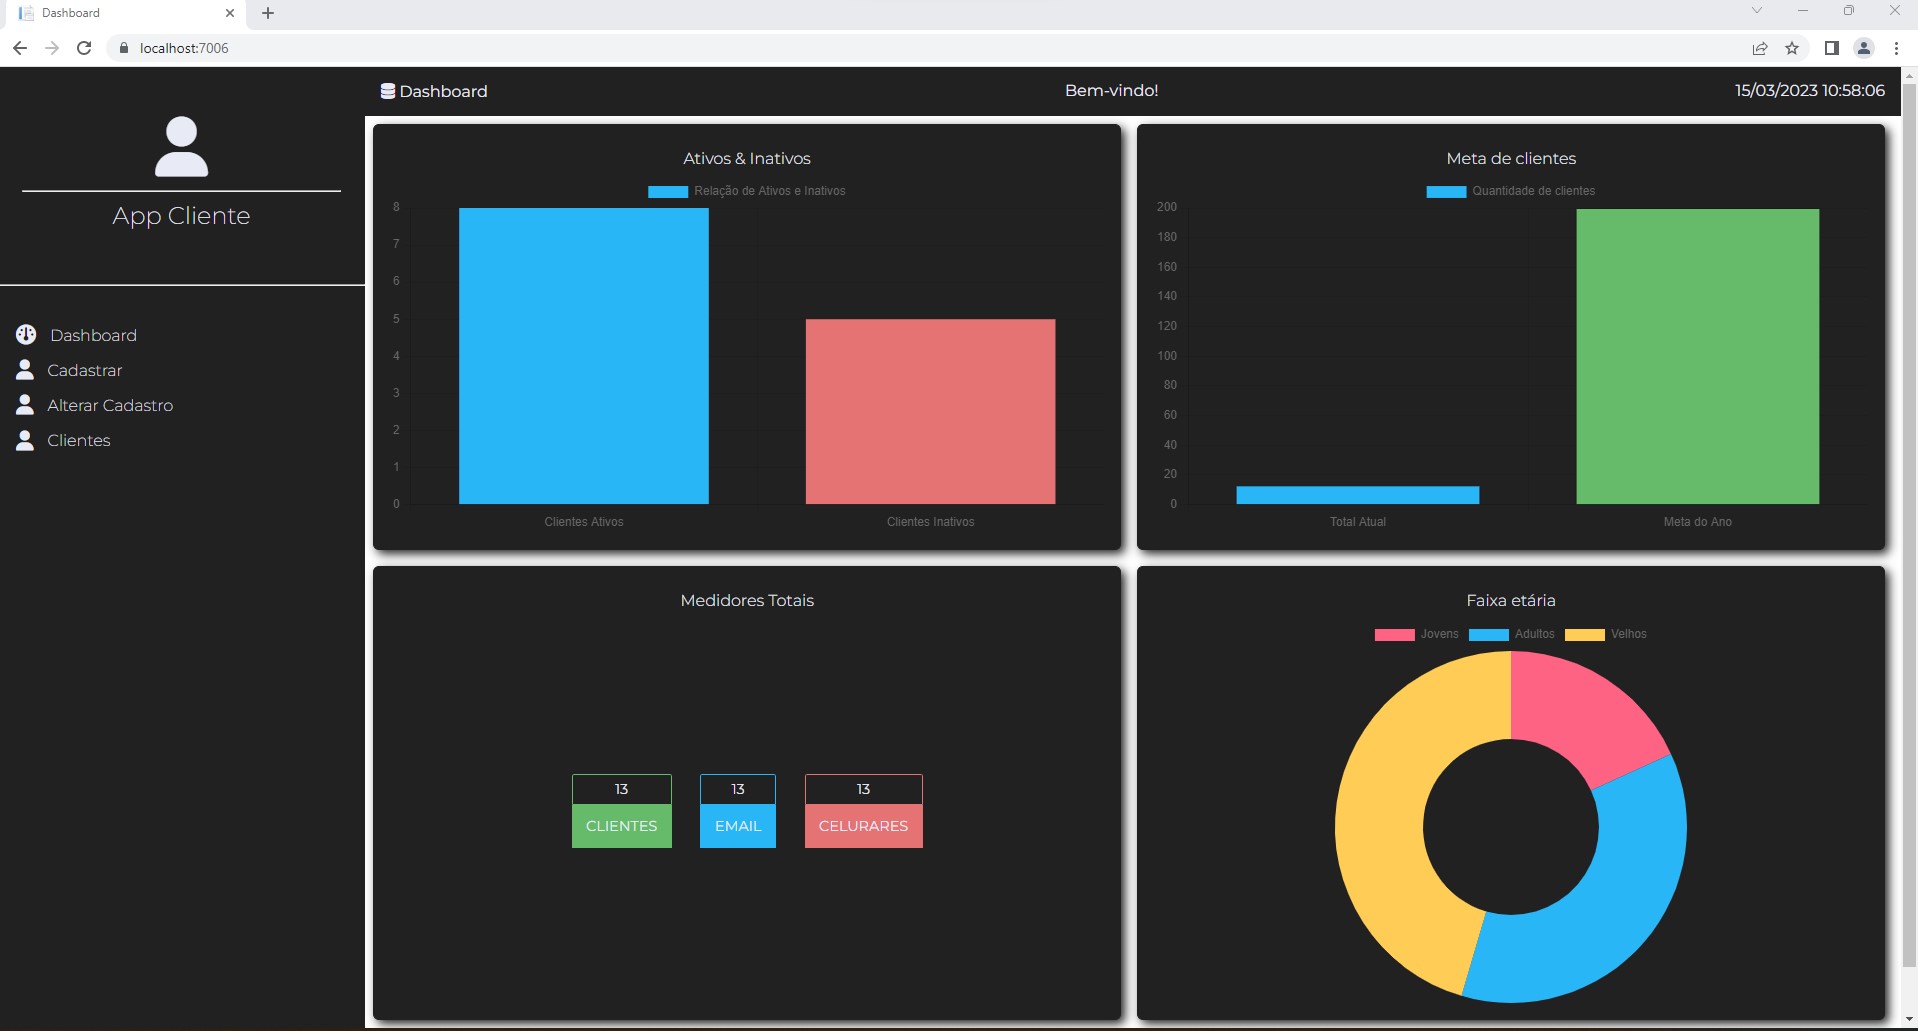 Dashboard
localhost:7006
App Cliente
Dashboard
Cadastrar
Alterar Cadastro
Clientes
Dashboard
Bem-vindo!
15/03/2023 10:58:06
Ativos & Inativos
Relação de Ativos e Inativos
8
7
6
5
4
3
2
1
0
Clientes Ativos
Clientes Inativos
Meta de clientes
Quantidade de clientes
200
180
160
140
120
100
80
60
40
20
0
Total Atual
Meta do Ano
Medidores Totais
13
CLIENTES
13
EMAIL
13
CELURARES
Faixa etária
Jovens
Adultos
Velhos